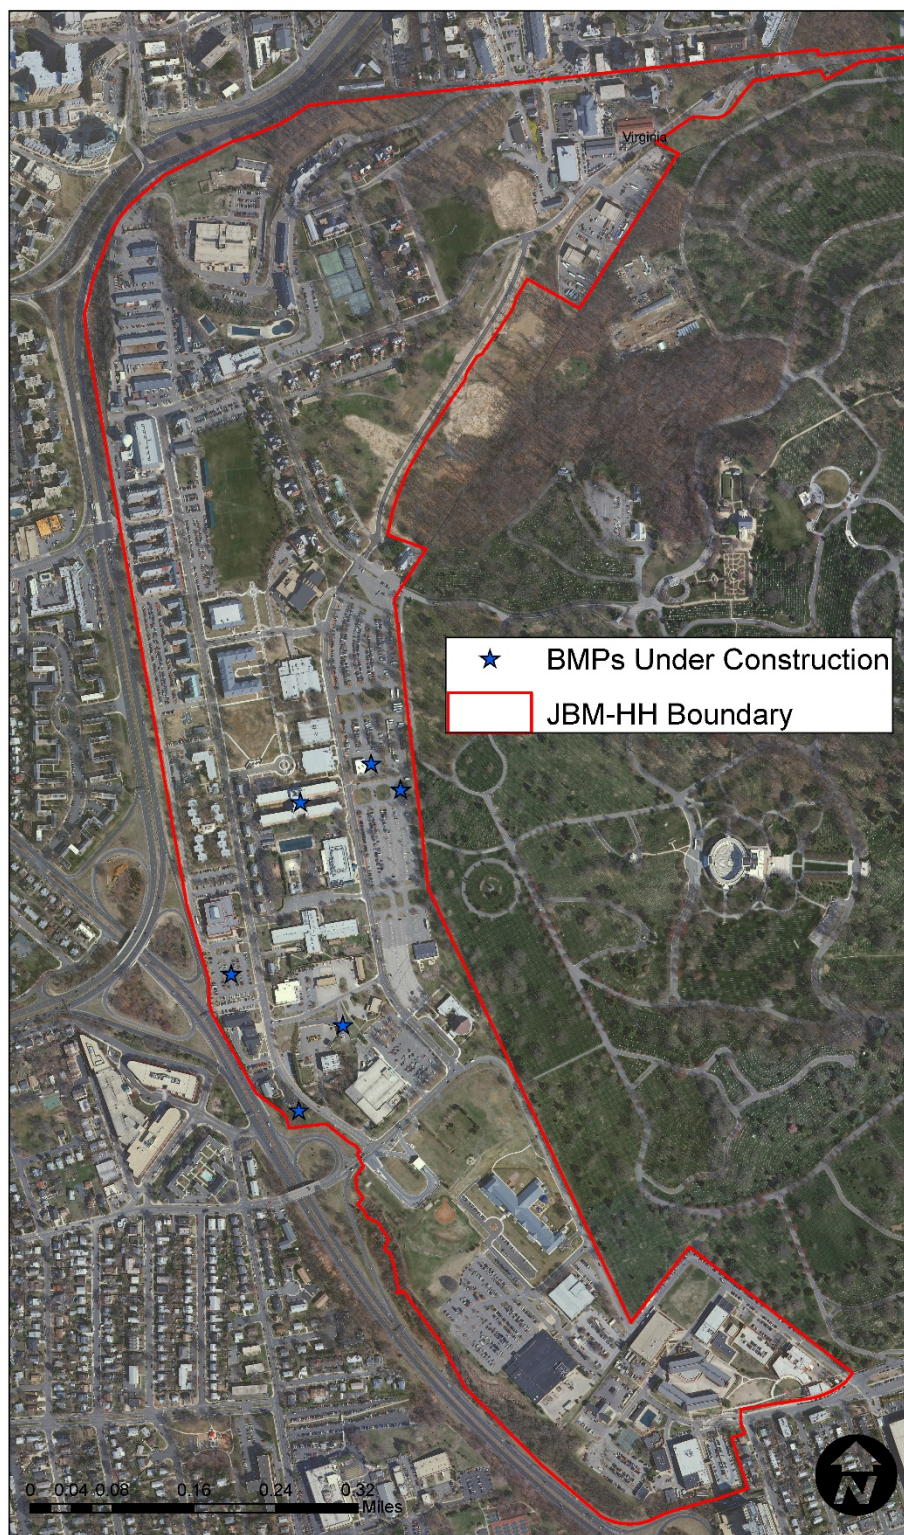 Virginia
BMPs Under Construction
JBM-HH Boundary
0 0.04 0.08 0.16 0.24 0.32
Miles
N